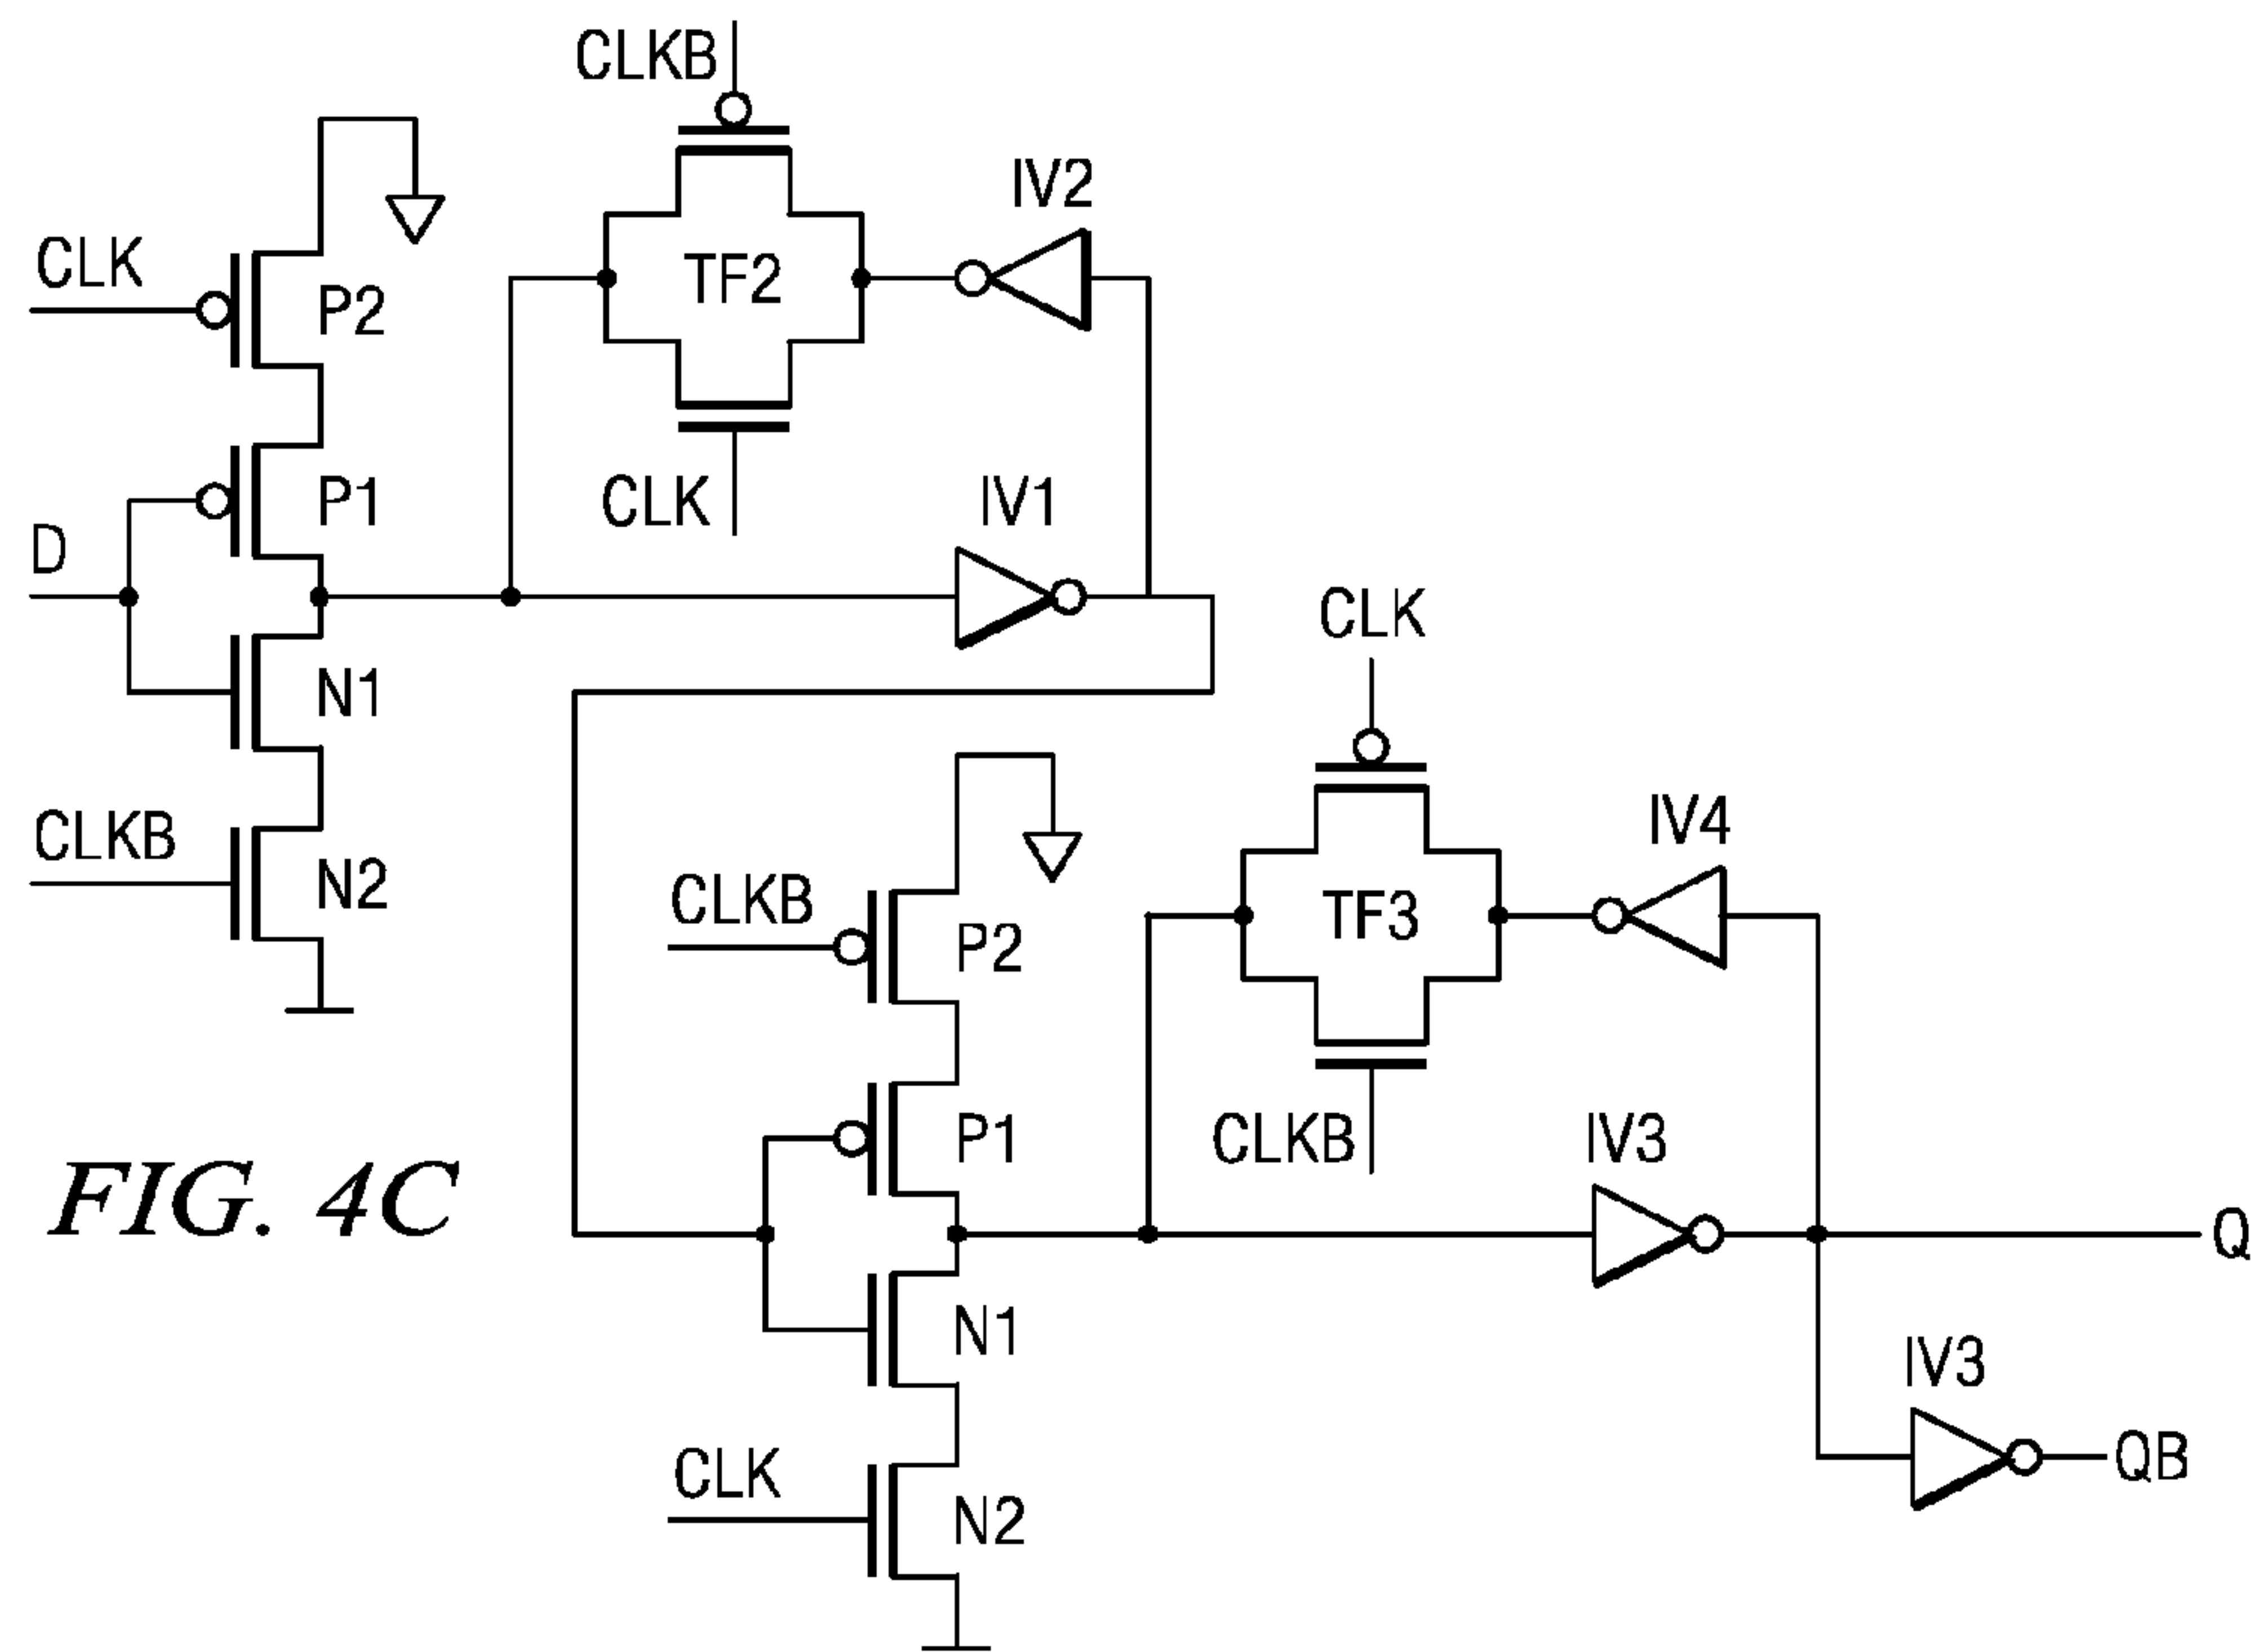 CLKB
IV2
CLK
TF2
P2
CLK
IV1
P1
D
CLK
N1
CLKB
IV4
N2
CLKB
TF3
P2
CLKB
IV3
P1
FIG. 4C
Q
N1
IV3
CLK
QB
N2